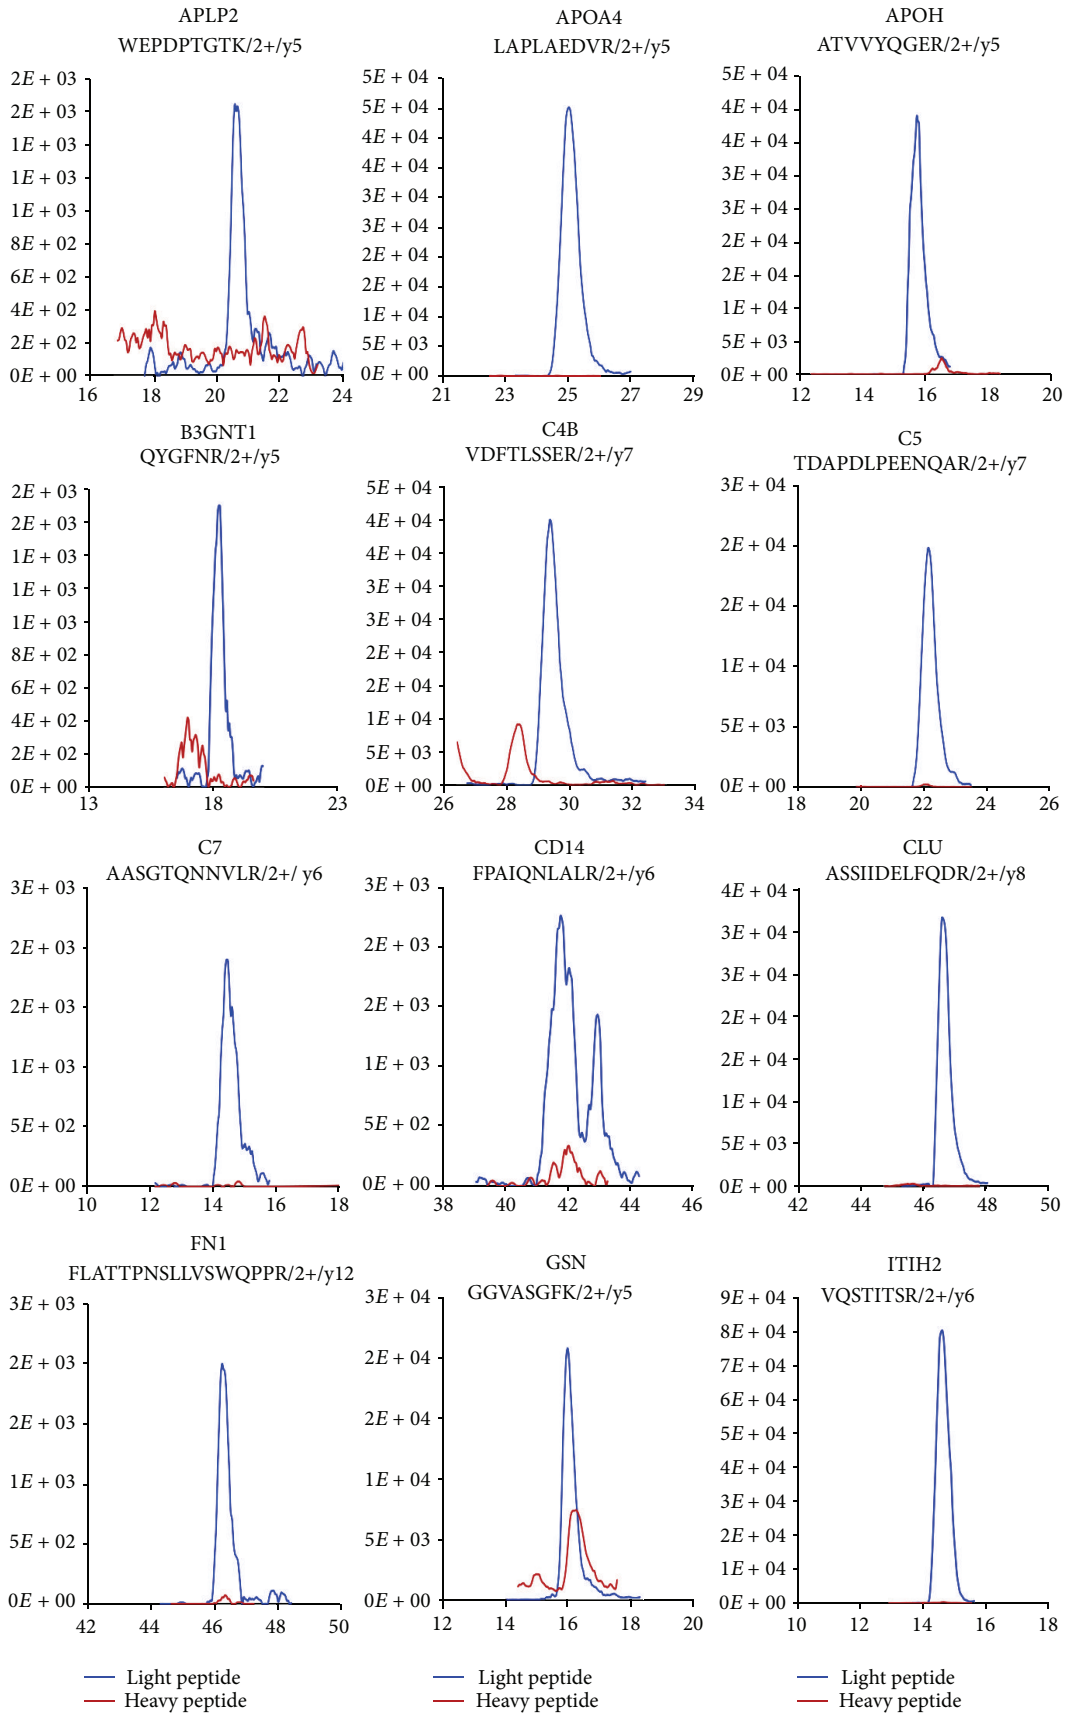 APLP2
WEPDPTGTK/2+/y5
2E + 03
2E + 03
1E + 03
1E + 03
1E + 03
8E + 02
6E + 02
4E + 02
2E + 02
0E + 00
16 18 20 22 24
APOA4
LAPLAEDVR/2+/y5
5E + 04
5E + 04
4E + 04
4E + 04
3E + 04
3E + 04
2E + 04
2E + 04
1E + 04
5E + 03
0E + 00
21 23 25 27 29
APOH
ATVVYQGER/2+/y5
5E + 04
4E + 04
4E + 04
3E + 04
3E + 04
2E + 04
2E + 04
1E + 04
5E + 03
0E + 00
12 14 16 18 20
B3GNT1
QYGFNR/2+/y5
2E + 03
2E + 03
1E + 03
1E + 03
1E + 03
8E + 02
6E + 02
4E + 02
2E + 02
0E + 00
13 18 23
C4B
VDFTLSSER/2+/y7
5E + 04
4E + 04
4E + 04
3E + 04
3E + 04
2E + 04
2E + 04
1E + 04
5E + 03
0E + 00
26 28 30 32 34
C5
TDAPDLPEENQAR/2+/y7
3E + 04
2E + 04
2E + 04
1E + 04
5E + 03
0E + 00
18 20 22 24 26
C7
AASGTQNNVLR/2+/ y6
3E + 03
2E + 03
2E + 03
1E + 03
5E + 02
0E + 00
10 12 14 16 18
CD14
FPAIQNLALR/2+/y6
3E + 03
2E + 03
2E + 03
1E + 03
5E + 02
0E + 00
38 40 42 44 46
CLU
ASSIIDELFQDR/2+/y8
4E + 04
3E + 04
3E + 04
2E + 04
2E + 04
1E + 04
5E + 03
0E + 00
42 44 46 48 50
FN1
FLATTPNSLLVSWQPPR/2+/y12
3E + 03
2E + 03
2E + 03
1E + 03
5E + 02
0E + 00
42 44 46 48 50
GSN
GGVASGFK/2+/y5
3E + 04
2E + 04
2E + 04
1E + 04
5E + 03
0E + 00
12 14 16 18 20
ITIH2
VQSTITSR/2+/y6
9E + 04
8E + 04
7E + 04
6E + 04
5E + 04
4E + 04
3E + 04
2E + 04
1E + 04
0E + 00
10 12 14 16 18
Light peptide
Heavy peptide
Light peptide
Heavy peptide
Light peptide
Heavy peptide